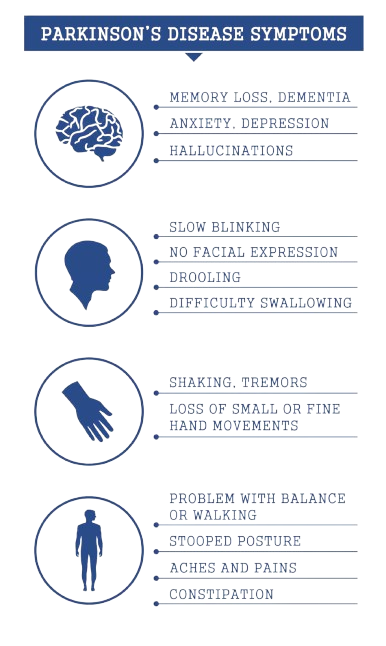 PARKINSON'S DISEASE SYMPTOMS
MEMORY LOSS, DEMENTIA
ANXIETY, DEPRESSION
HALLUCINATIONS
SLOW BLINKING
NO FACIAL EXPRESSION
DROOLING
DIFFICULTY SWALLOWING
SHAKING, TREMORS
LOSS OF SMALL OR FINE
HAND MOVEMENTS
PROBLEM WITH BALANCE
OR WALKING
STOOPED POSTURE
ACHES AND PAINS
CONSTIPATION